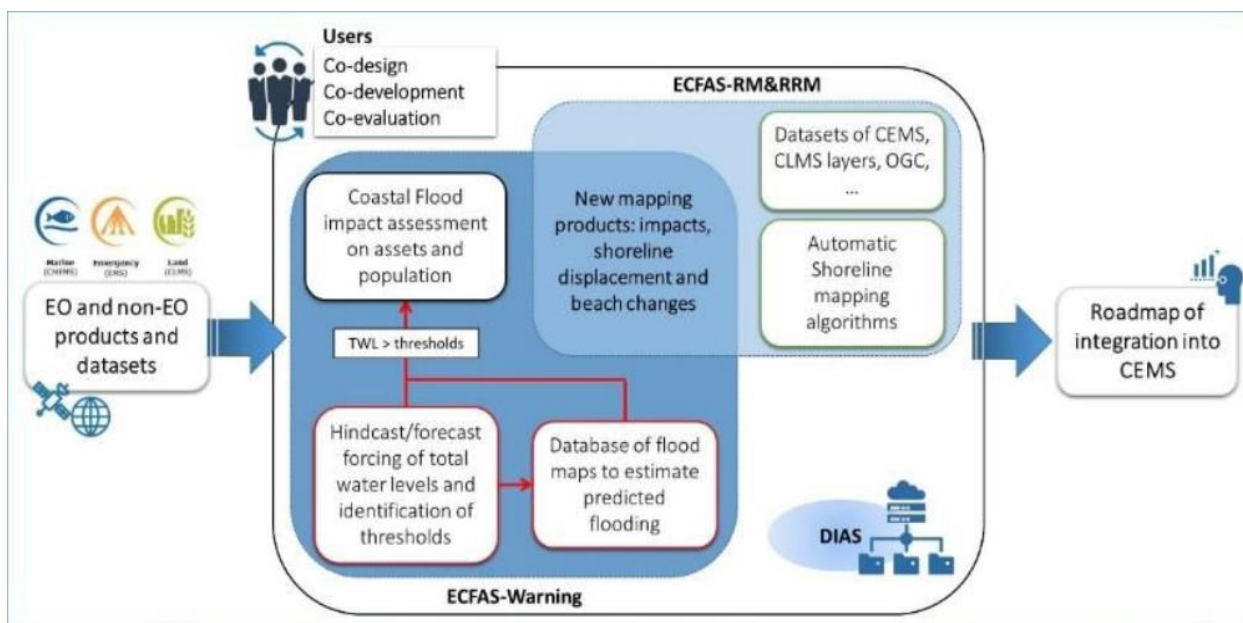 Users
Co-design
Co-development
Co-evaluation
ECFAS-RM&RRM
Datasets of CEMS,
CLMS layers, OGC,
...
Coastal Flood
impact assessment
on assets and
population
New mapping
products: impacts,
shoreline
displacement and
beach changes
Automatic
Shoreline
mapping
algorithms
Marine
(CMEMS)
Emergency
(EMS)
Land
(CLMS)
EO and non-EO
products and
datasets
TWL > thresholds
Roadmap of
integration into
CEMS
Hindcast/forecast
forcing of total
water levels and
identification of
thresholds
Database of flood
maps to estimate
predicted
flooding
DIAS
ECFAS-Warning